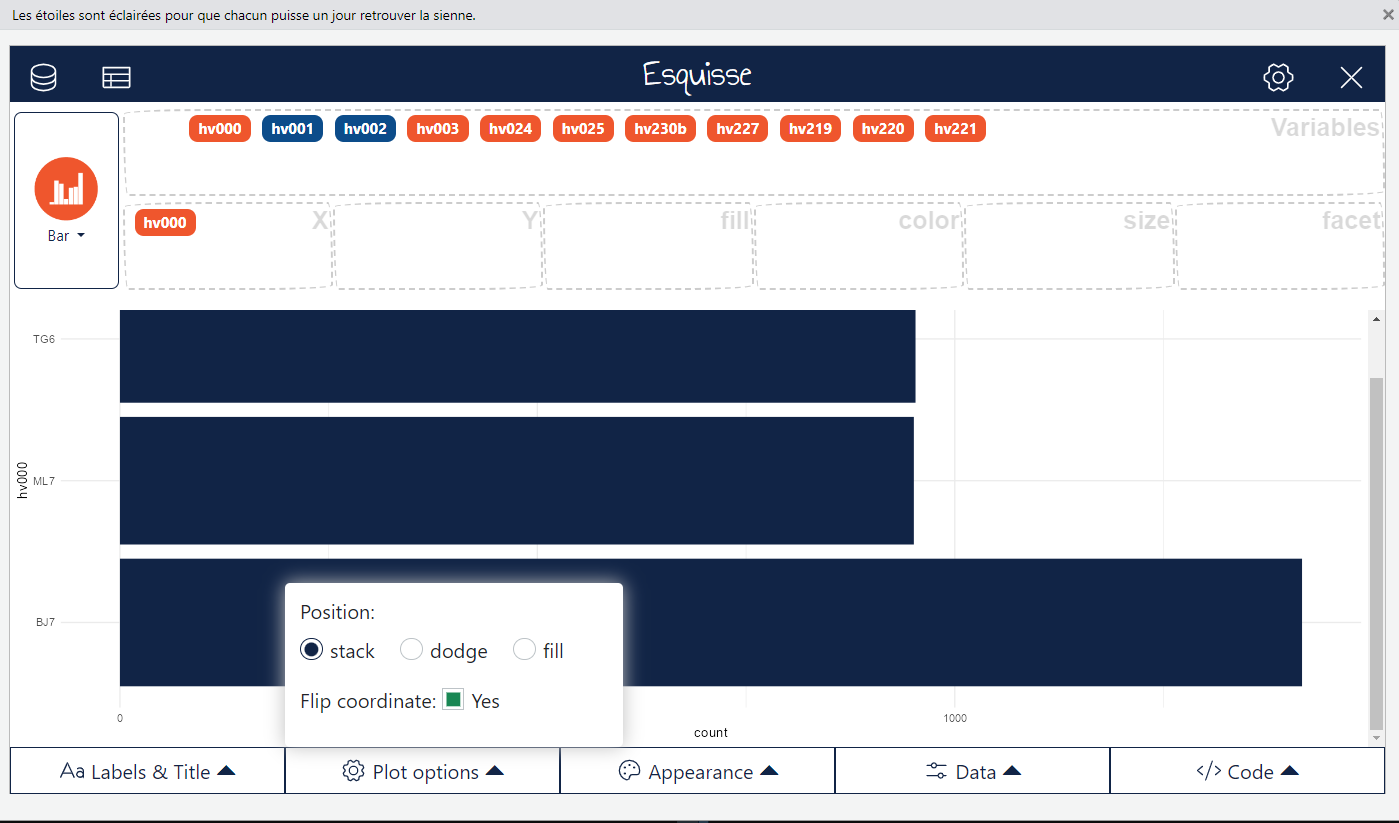 Les étoiles sont éclairées pour que chacun puisse un jour retrouver la sienne.
Esquisse
hv000 hv001 hv002 hv003 hv024 hv025 hv230b hv227 hv219 hv220 hv221 Variables
Bar
hv000 X Y fill color size facet
TG6
hv000
ML7
BJ7
Position:
stack dodge fill
Flip coordinate: Yes
0 1000
count
Aa Labels & Title Plot options Appearance Data </> Code